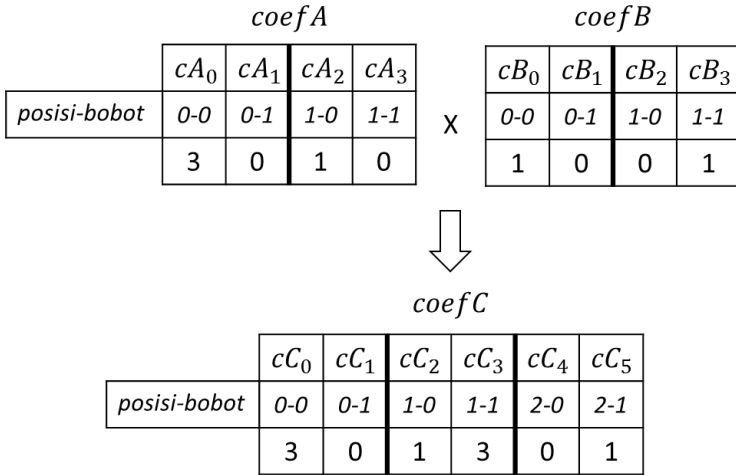 coefA coefB
cA₀ cA₁ cA₂ cA₃ cB₀ cB₁ cB₂ cB₃
posisi-bobot 0-0 0-1 1-0 1-1 X 0-0 0-1 1-0 1-1
3 0 1 0 1 0 0 1
coefC
cC₀ cC₁ cC₂ cC₃ cC₄ cC₅
posisi-bobot 0-0 0-1 1-0 1-1 2-0 2-1
3 0 1 3 0 1